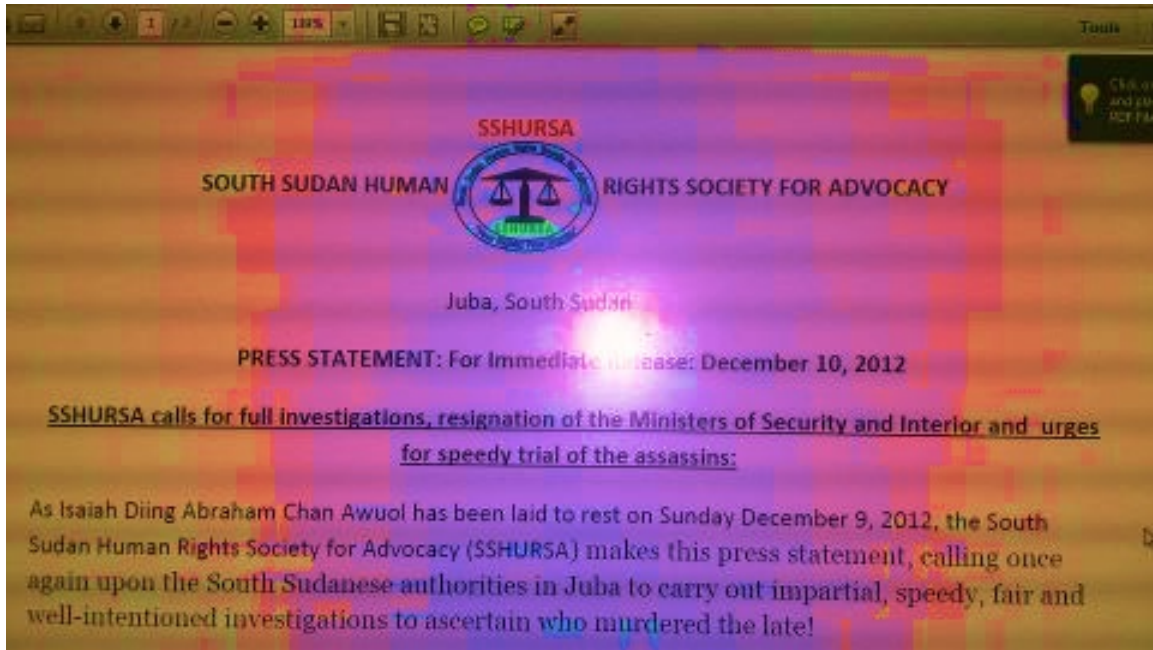 1 / 2
Tools
SSHURSA
SOUTH SUDAN HUMAN RIGHTS SOCIETY FOR ADVOCACY
SSHURSA
Juba, South Sudan
PRESS STATEMENT: For Immediate Release: December 10, 2012
SSHURSA calls for full investigations, resignation of the Ministers of Security and Interior and urges
for speedy trial of the assassins:
As Isaiah Diing Abraham Chan Awuol has been laid to rest on Sunday December 9, 2012, the South
Sudan Human Rights Society for Advocacy (SSHURSA) makes this press statement, calling once
again upon the South Sudanese authorities in Juba to carry out impartial, speedy, fair and
well-intentioned investigations to ascertain who murdered the late!